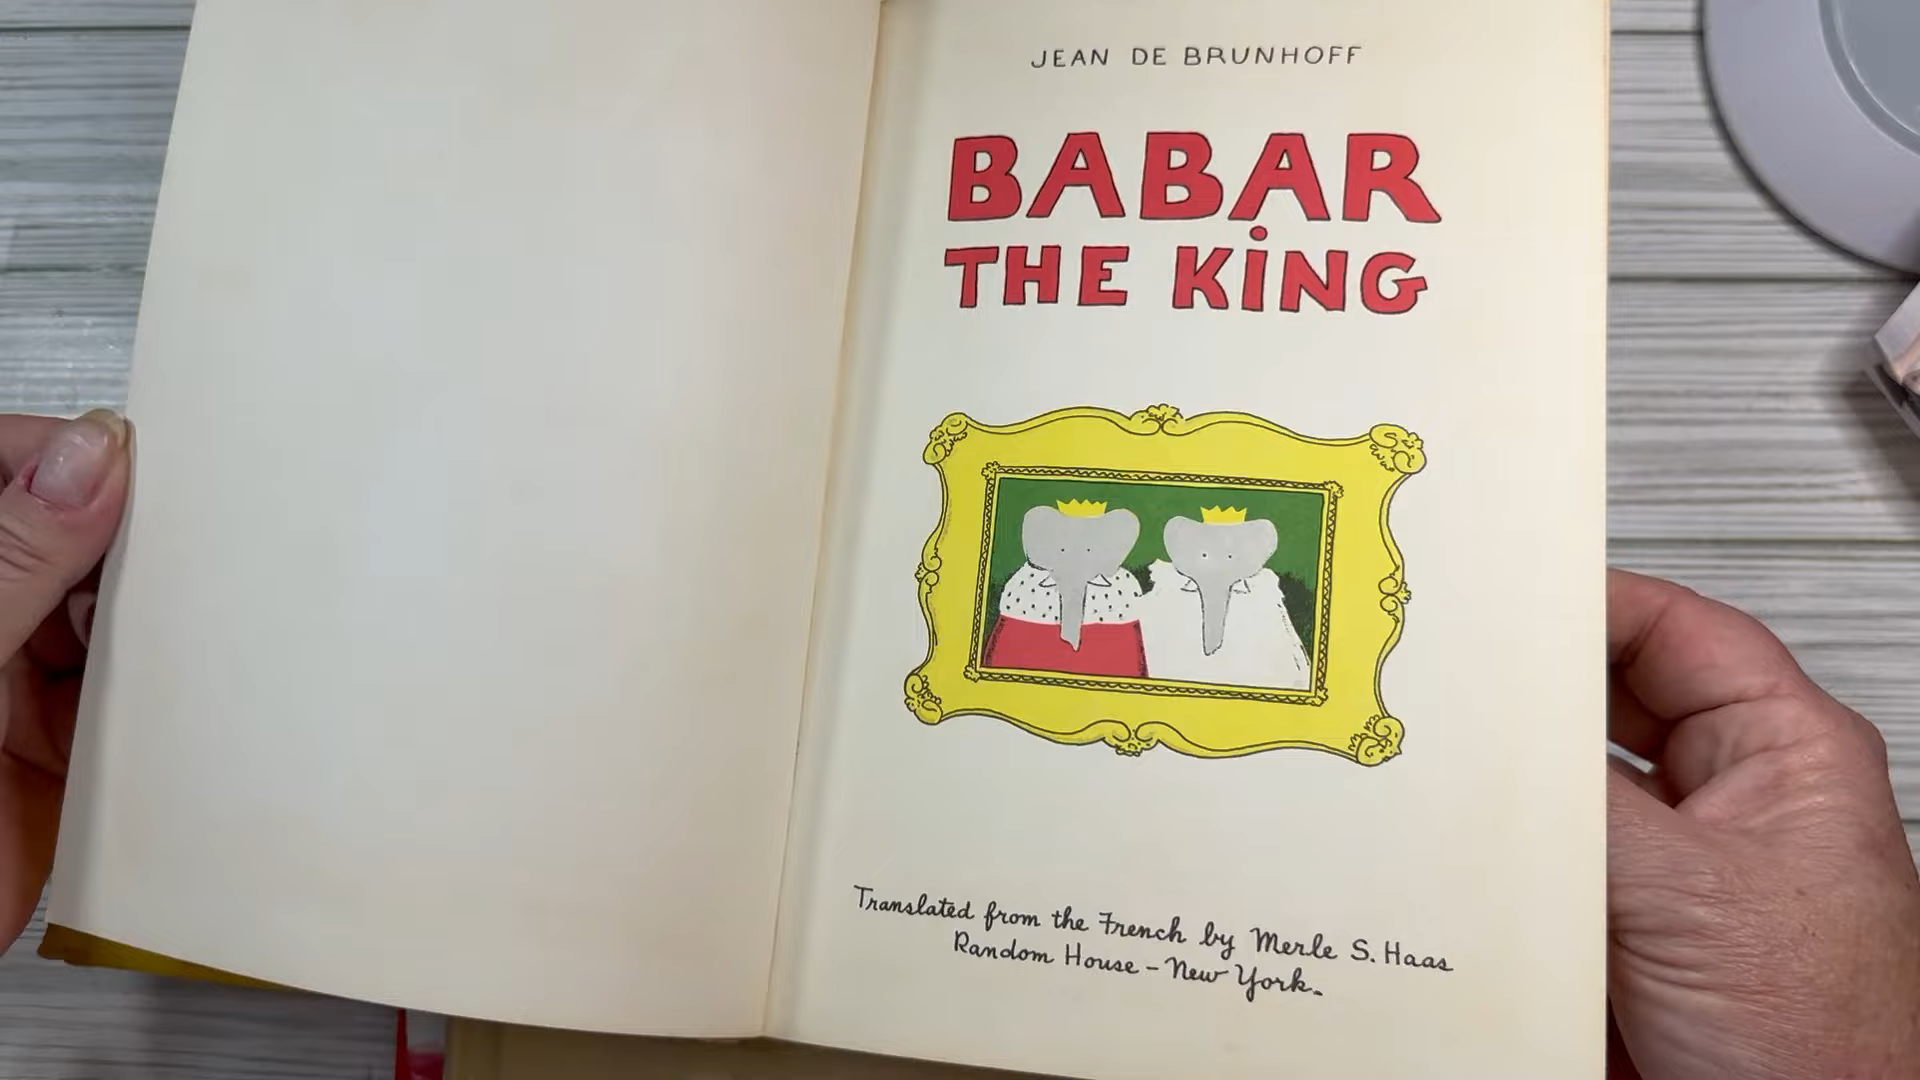 JEAN DE BRUNHOFF
BABAR
THE KiNG
Translated from the French by Merle S. Haas
Random House - New York.